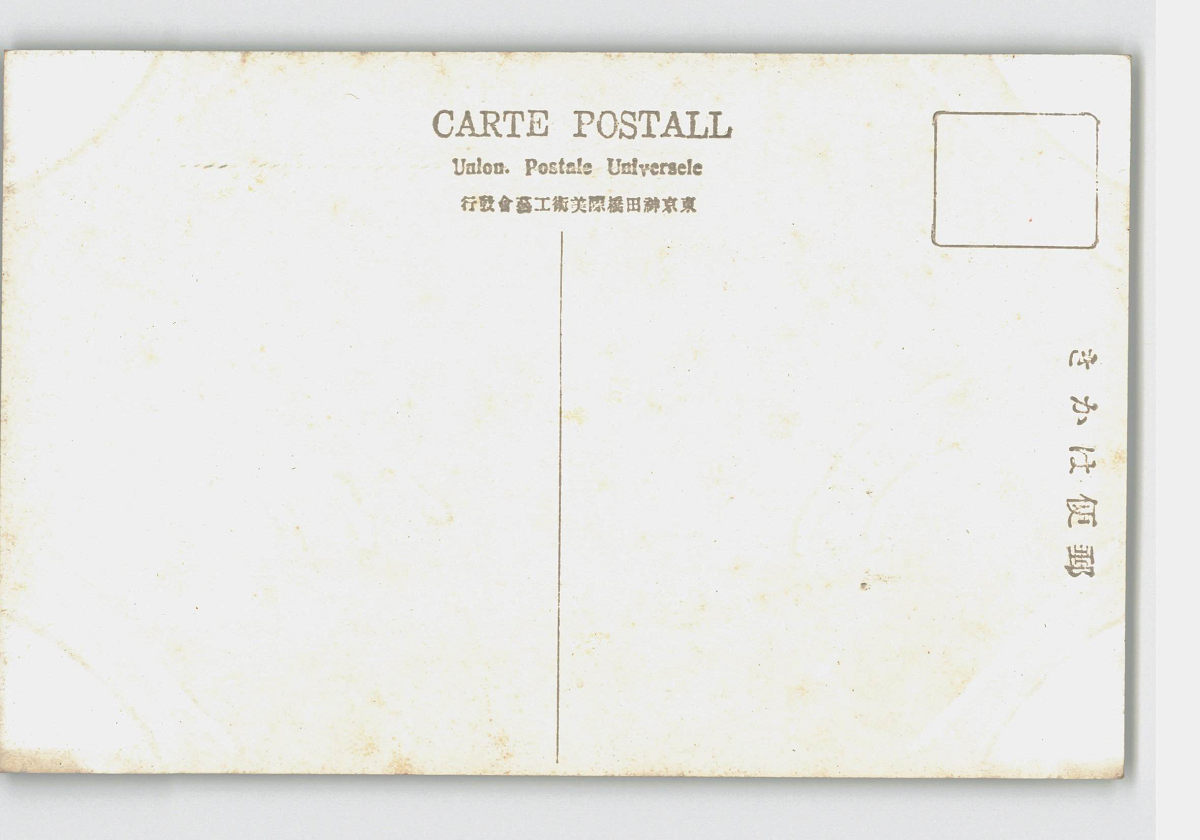 CARTE POSTALL
Union. Postale Universele
東京神田橋際美術工藝會發行
郵便はかき